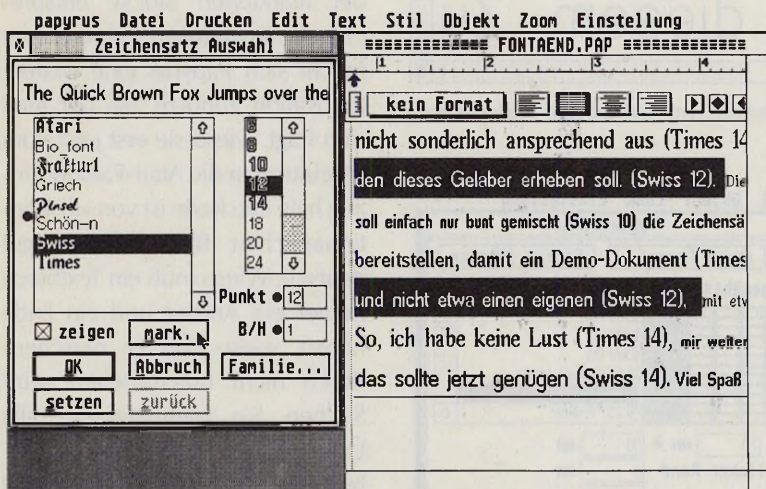 papyrus Datei Drucken Edit Text Stil Objekt Zoom Einstellung
Zeichensatz Auswahl
The Quick Brown Fox Jumps over the
Atari
Bio_font
Fraktur1
Griech
Pinsel
Schön-n
Swiss
Times
8
10
12
14
18
20
24
Punkt 12
B/H 1
zeigen
mark.
OK
Abbruch
Familie...
setzen
zurück
FONTAEND.PAP
1 2 3 4
kein Format
nicht sonderlich ansprechend aus (Times 14
den dieses Gelaber erheben soll. (Swiss 12). Die
soll einfach nur bunt gemischt (Swiss 10) die Zeichensä
bereitstellen, damit ein Demo-Dokument (Times
und nicht etwa einen eigenen (Swiss 12), mit etw
So, ich habe keine Lust (Times 14), mir weiter
das sollte jetzt genügen (Swiss 14). Viel Spaß